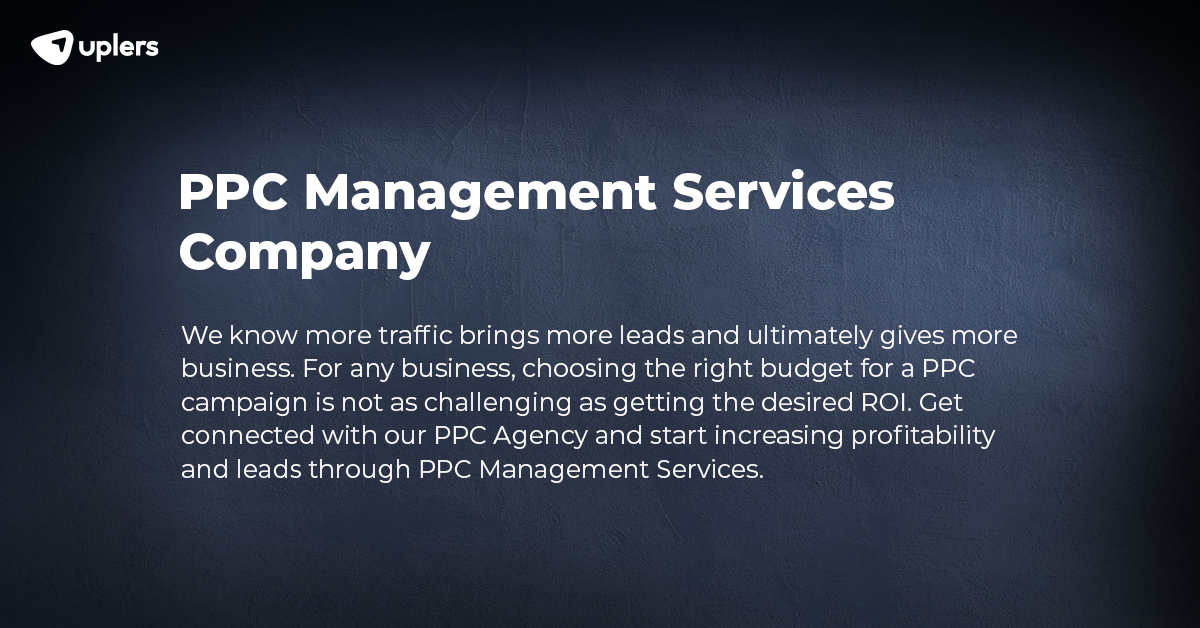 uplers
PPC Management Services
Company
We know more traffic brings more leads and ultimately gives more
business. For any business, choosing the right budget for a PPC
campaign is not as challenging as getting the desired ROI. Get
connected with our PPC Agency and start increasing profitability
and leads through PPC Management Services.